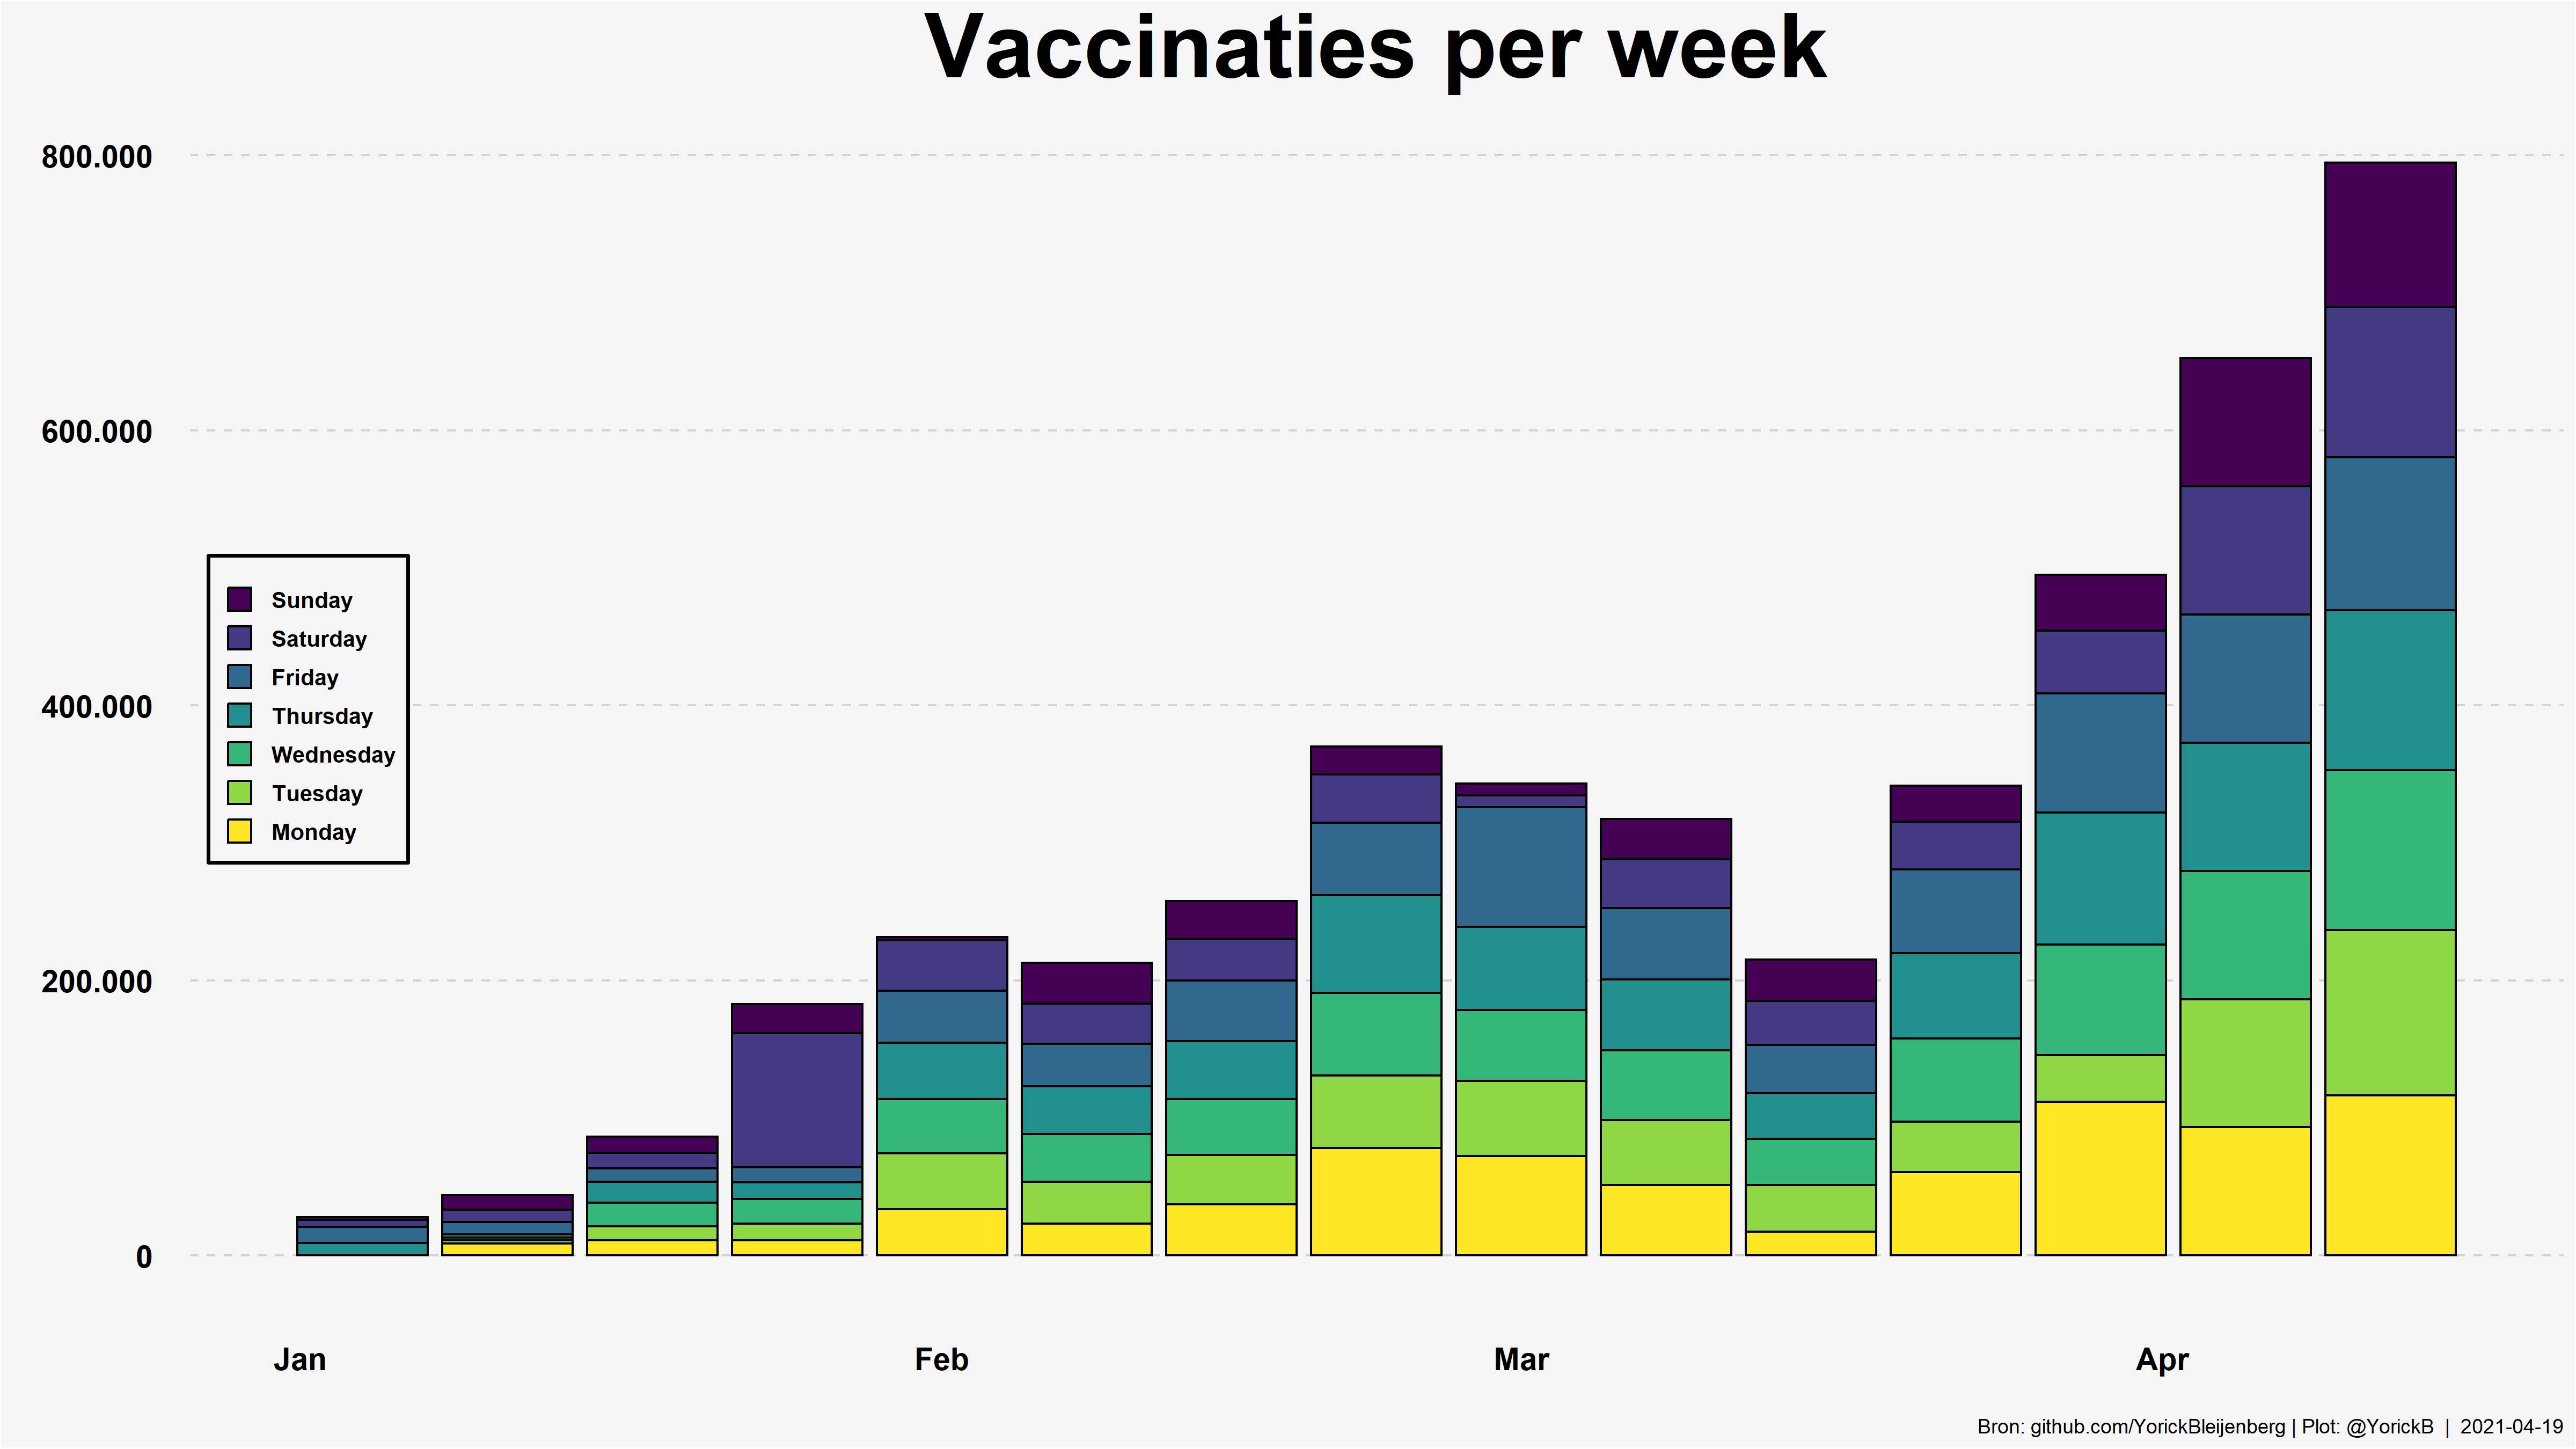 Vaccinaties per week
800.000
600.000
400.000
200.000
0
Sunday
Saturday
Friday
Thursday
Wednesday
Tuesday
Monday
Jan Feb Mar Apr
Bron: github.com/YorickBleijenberg | Plot: @YorickB | 2021-04-19